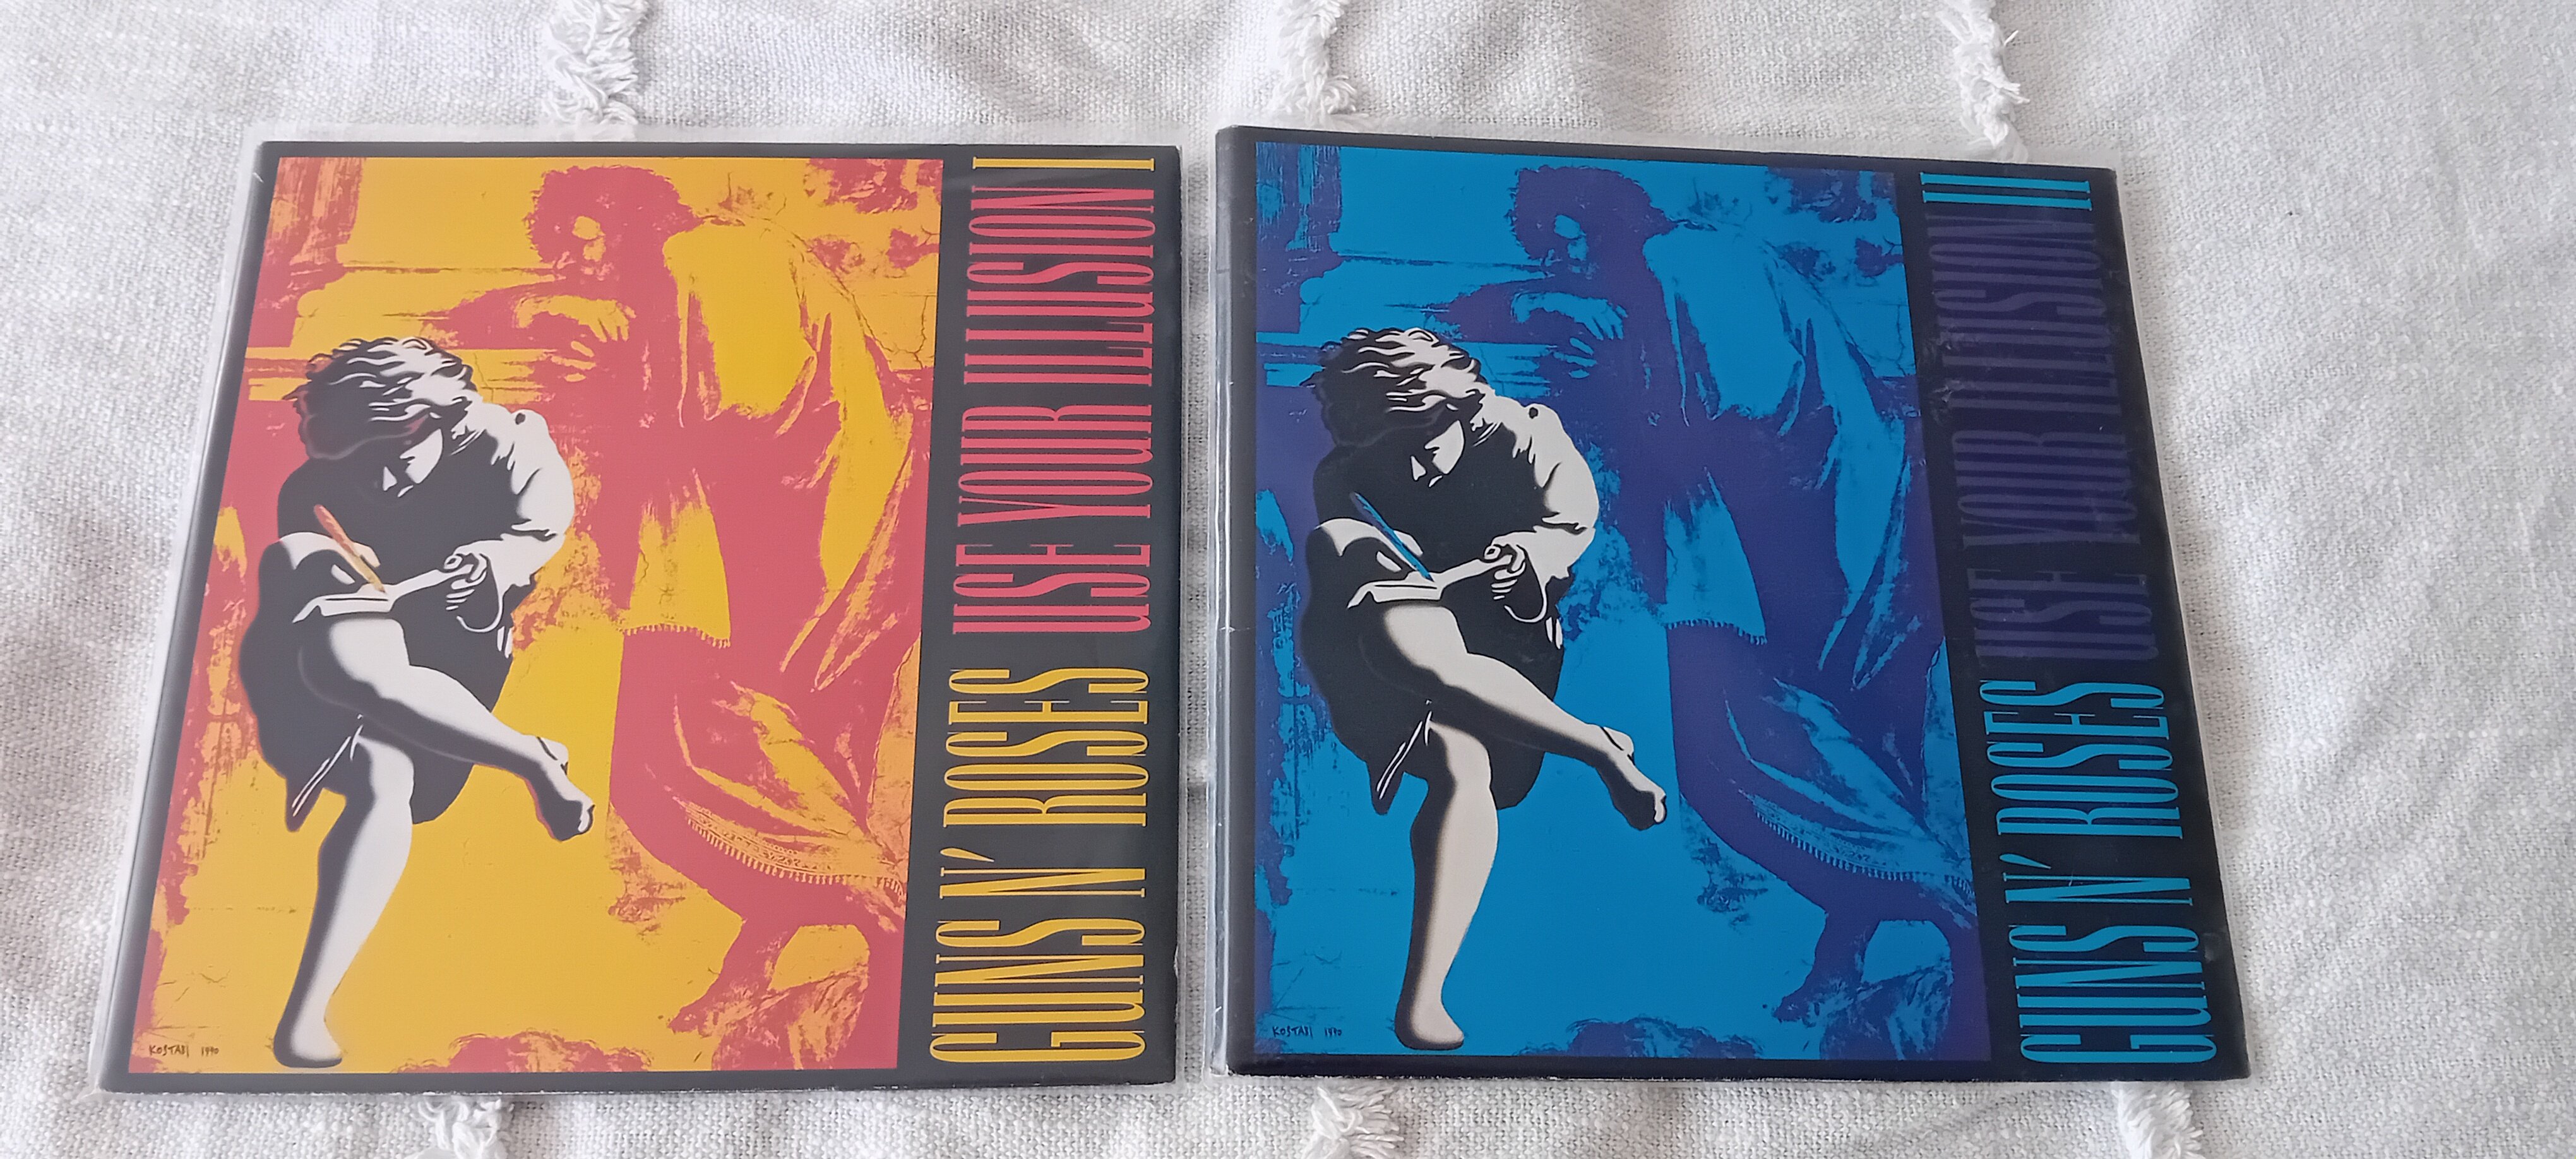 GUNS N' ROSES USE YOUR ILLUSION I
KOSTABI 1990
GUNS N' ROSES USE YOUR ILLUSION II
KOSTABI 1990